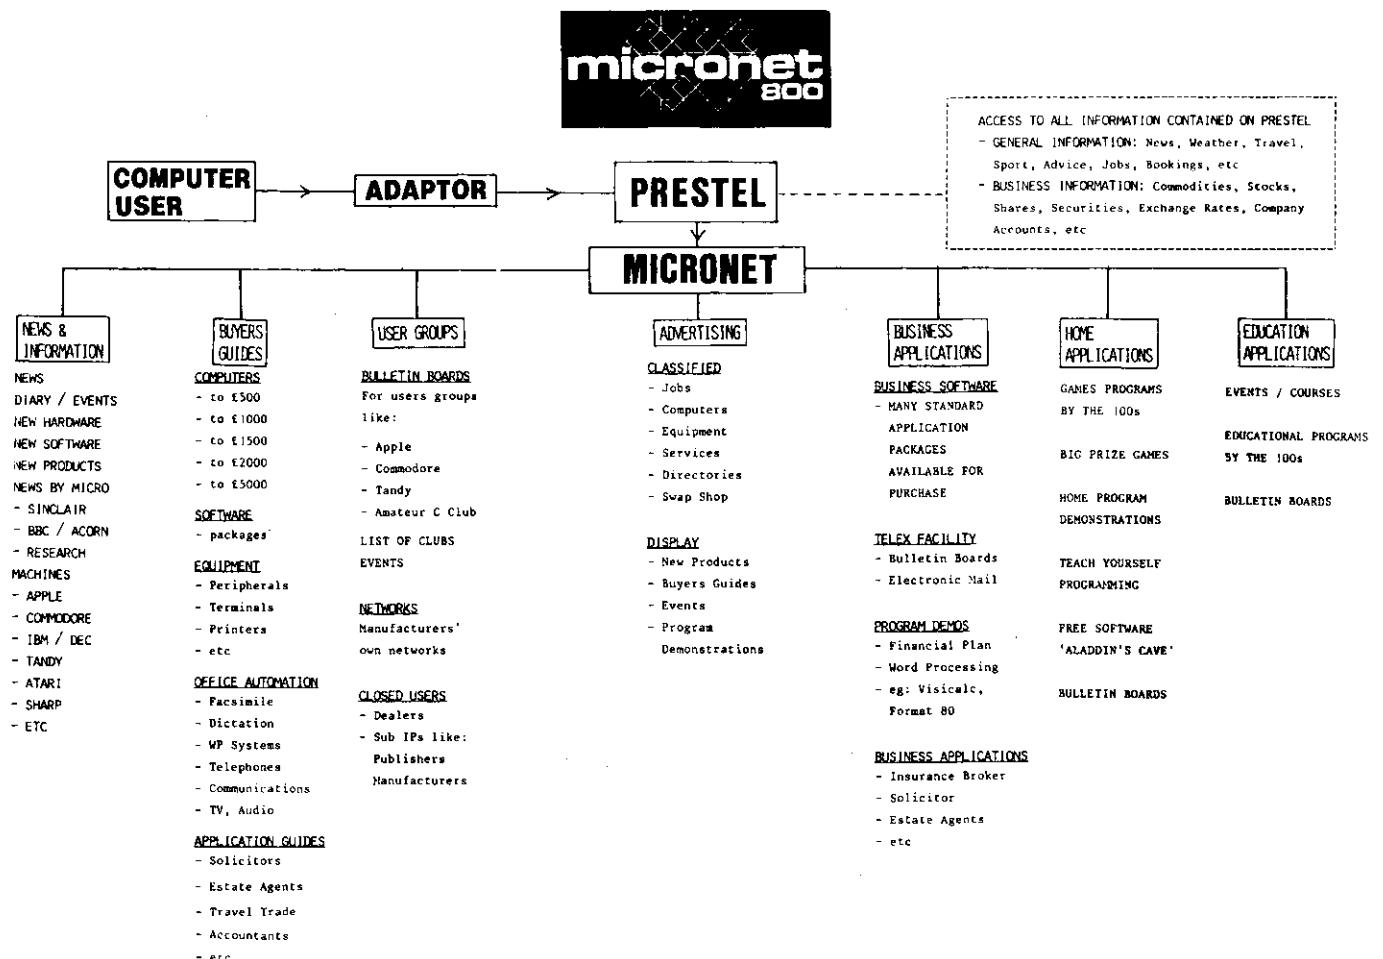 micronet
800
ACCESS TO ALL INFORMATION CONTAINED ON PRESTEL
- GENERAL INFORMATION: News, Weather, Travel,
Sport, Advice, Jobs, Bookings, etc
- BUSINESS INFORMATION: Commodities, Stocks,
Shares, Securities, Exchange Rates, Company
Accounts, etc
COMPUTER
USER
ADAPTOR
PRESTEL
MICRONET
NEWS &
INFORMATION
NEWS
DIARY / EVENTS
NEW HARDWARE
NEW SOFTWARE
NEW PRODUCTS
NEWS BY MICRO
- SINCLAIR
- BBC / ACORN
- RESEARCH
MACHINES
- APPLE
- COMMODORE
- IBM / DEC
- TANDY
- ATARI
- SHARP
- ETC
BUYERS
GUIDES
COMPUTERS
- to £500
- to £1000
- to £1500
- to £2000
- to £5000
SOFTWARE
- packages
EQUIPMENT
- Peripherals
- Terminals
- Printers
- etc
OFFICE AUTOMATION
- Facsimile
- Dictation
- WP Systems
- Telephones
- Communications
- TV, Audio
APPLICATION GUIDES
- Solicitors
- Estate Agents
- Travel Trade
- Accountants
- etc
USER GROUPS
BULLETIN BOARDS
For users groups
like:
- Apple
- Commodore
- Tandy
- Amateur C Club
LIST OF CLUBS
EVENTS
NETWORKS
Manufacturers'
own networks
CLOSED USERS
- Dealers
- Sub IPs like:
Publishers
Manufacturers
ADVERTISING
CLASSIFIED
- Jobs
- Computers
- Equipment
- Services
- Directories
- Swap Shop
DISPLAY
- New Products
- Buyers Guides
- Events
- Program
Demonstrations
BUSINESS
APPLICATIONS
BUSINESS SOFTWARE
- MANY STANDARD
APPLICATION
PACKAGES
AVAILABLE FOR
PURCHASE
TELEX FACILITY
- Bulletin Boards
- Electronic Mail
PROGRAM DEMOS
- Financial Plan
- Word Processing
- eg: Visicalc,
Format 80
BUSINESS APPLICATIONS
- Insurance Broker
- Solicitor
- Estate Agents
- etc
HOME
APPLICATIONS
GAMES PROGRAMS
BY THE 100s
BIG PRIZE GAMES
HOME PROGRAM
DEMONSTRATIONS
TEACH YOURSELF
PROGRAMMING
FREE SOFTWARE
'ALADDIN'S CAVE'
BULLETIN BOARDS
EDUCATION
APPLICATIONS
EVENTS / COURSES
EDUCATIONAL PROGRAMS
BY THE 100s
BULLETIN BOARDS